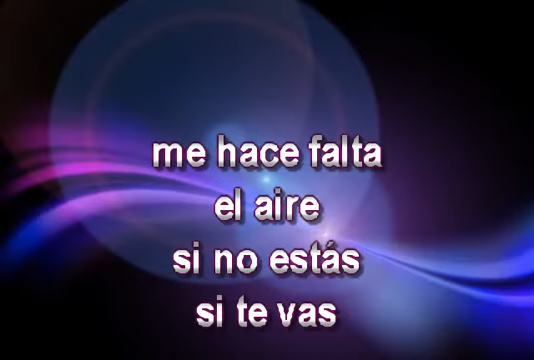 me hace falta
el aire
si no estás
si te vas